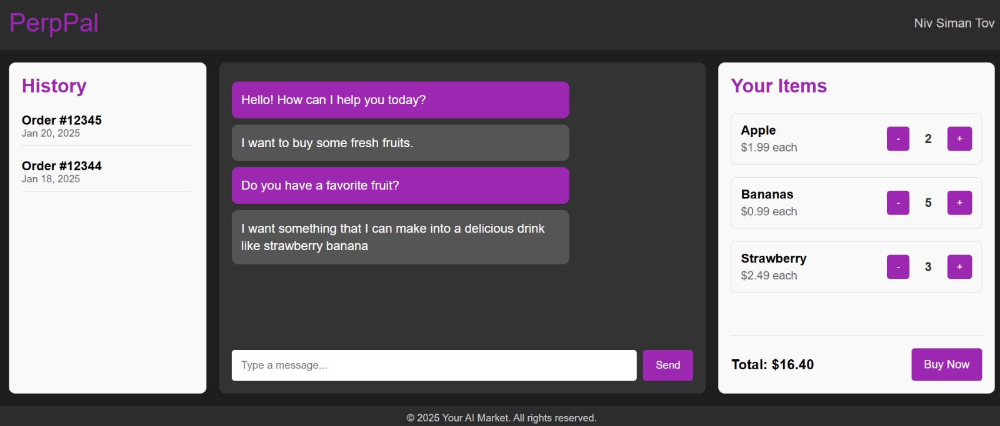 PerpPal
Niv Siman Tov
History
Order #12345
Jan 20, 2025
Order #12344
Jan 18, 2025
Hello! How can I help you today?
I want to buy some fresh fruits.
Do you have a favorite fruit?
I want something that I can make into a delicious drink
like strawberry banana
Type a message...
Send
Your Items
Apple
$1.99 each
- 2 +
Bananas
$0.99 each
- 5 +
Strawberry
$2.49 each
- 3 +
Total: $16.40
Buy Now
© 2025 Your AI Market. All rights reserved.